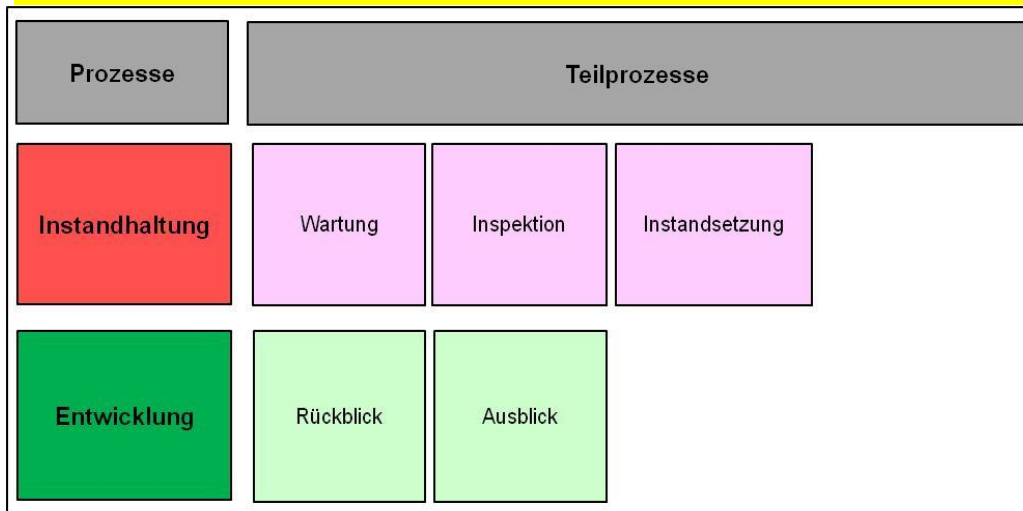 Prozesse
Teilprozesse
Instandhaltung
Wartung
Inspektion
Instandsetzung
Entwicklung
Rückblick
Ausblick